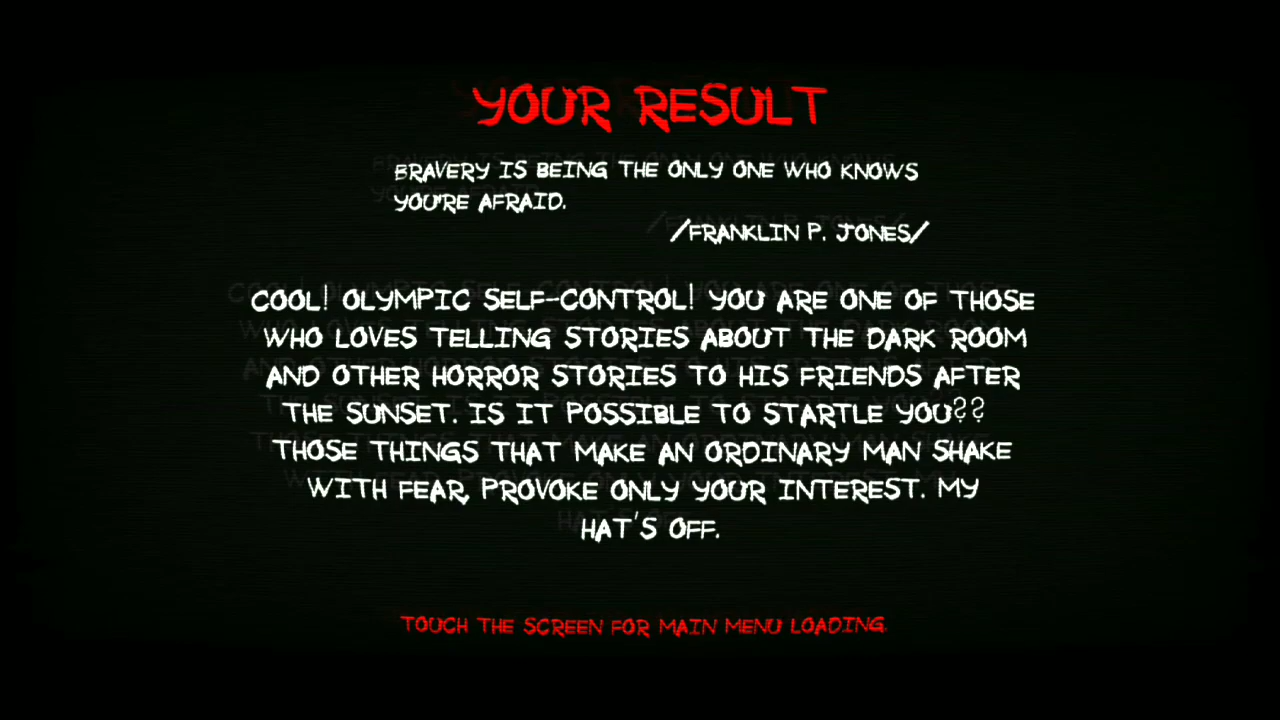 YOUR RESULT
BRAVERY IS BEING THE ONLY ONE WHO KNOWS
YOU'RE AFRAID.
/FRANKLIN P. JONES/
COOL! OLYMPIC SELF-CONTROL! YOU ARE ONE OF THOSE
WHO LOVES TELLING STORIES ABOUT THE DARK ROOM
AND OTHER HORROR STORIES TO HIS FRIENDS AFTER
THE SUNSET. IS IT POSSIBLE TO STARTLE YOU??
THOSE THINGS THAT MAKE AN ORDINARY MAN SHAKE
WITH FEAR, PROVOKE ONLY YOUR INTEREST. MY
HAT'S OFF.
TOUCH THE SCREEN FOR MAIN MENU LOADING.